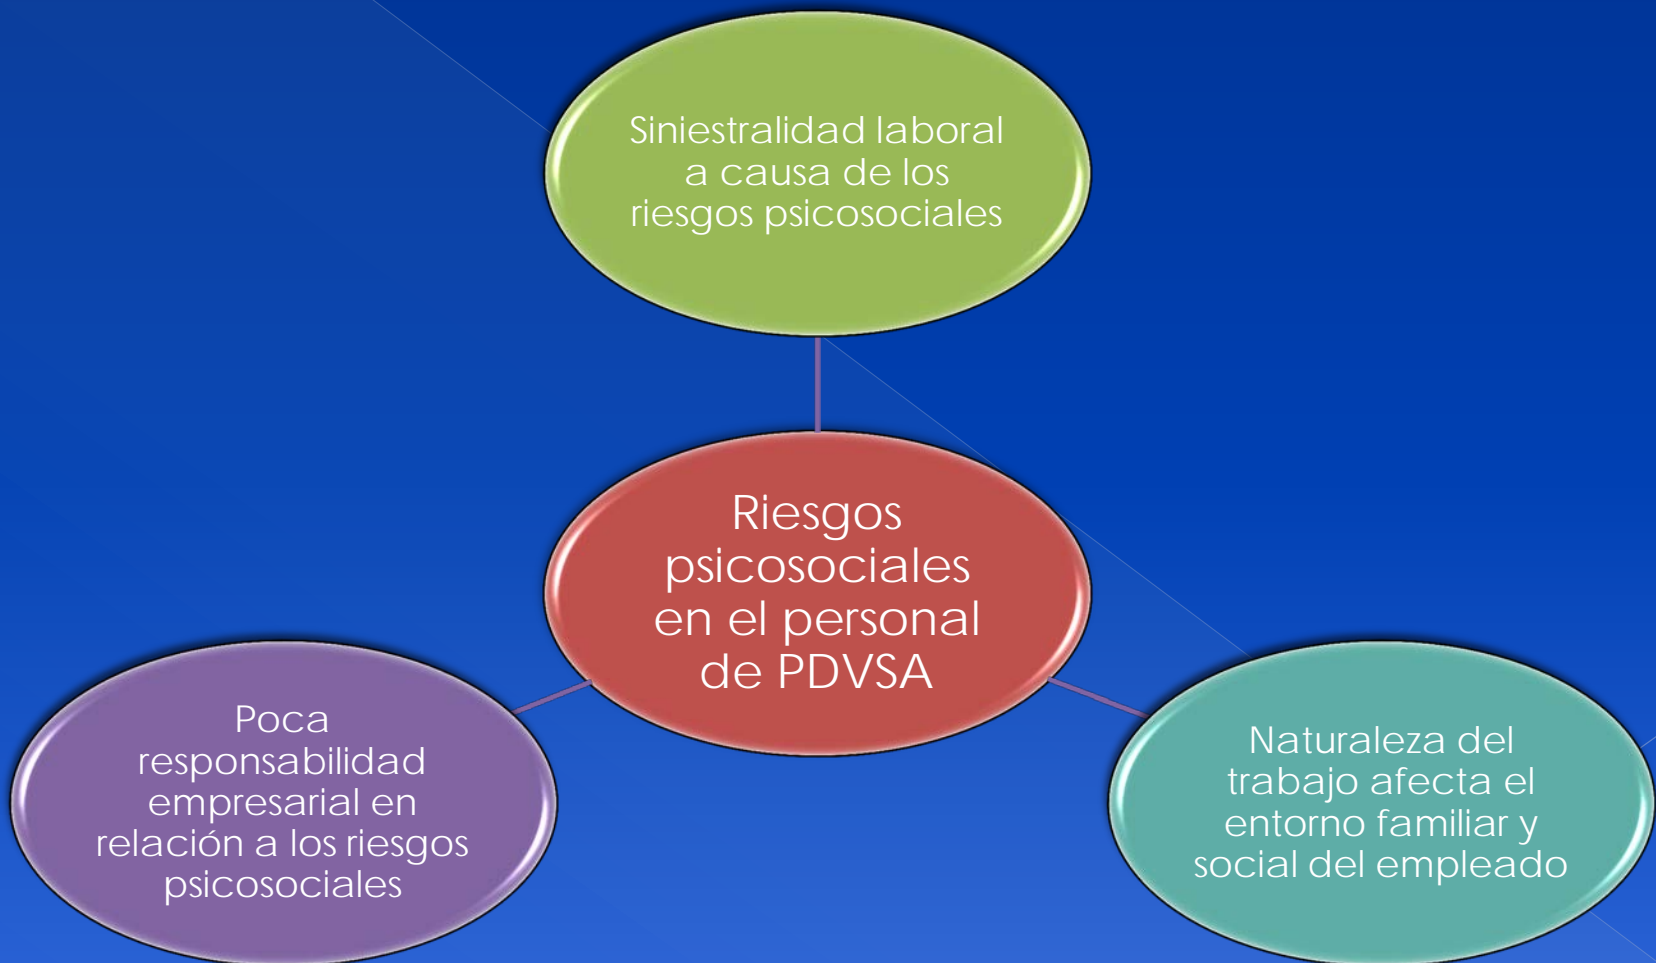 Siniestralidad laboral
a causa de los
riesgos psicosociales
Riesgos
psicosociales
en el personal
de PDVSA
Poca
responsabilidad
empresarial en
relación a los riesgos
psicosociales
Naturaleza del
trabajo afecta el
entorno familiar y
social del empleado